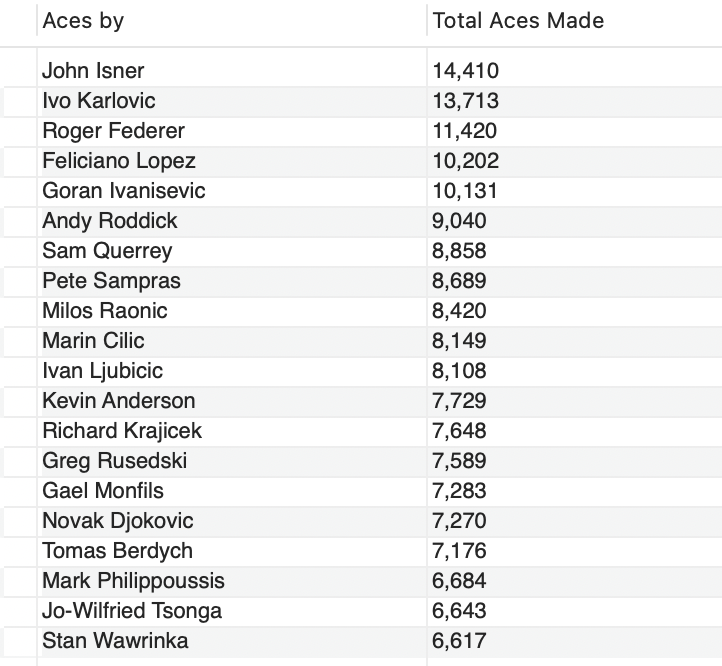 Aces by Total Aces Made
John Isner 14,410
Ivo Karlovic 13,713
Roger Federer 11,420
Feliciano Lopez 10,202
Goran Ivanisevic 10,131
Andy Roddick 9,040
Sam Querrey 8,858
Pete Sampras 8,689
Milos Raonic 8,420
Marin Cilic 8,149
Ivan Ljubicic 8,108
Kevin Anderson 7,729
Richard Krajicek 7,648
Greg Rusedski 7,589
Gael Monfils 7,283
Novak Djokovic 7,270
Tomas Berdych 7,176
Mark Philippoussis 6,684
Jo-Wilfried Tsonga 6,643
Stan Wawrinka 6,617